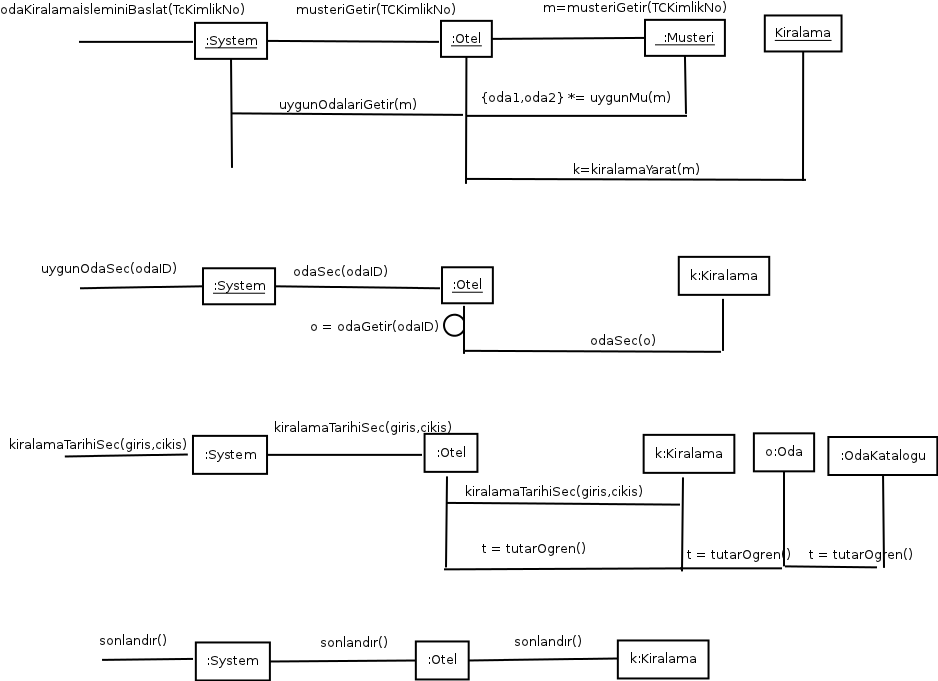 odaKiralamaİsleminiBaslat(TcKimlikNo)
musteriGetir(TCKimlikNo)
m=musteriGetir(TCKimlikNo)
:System
:Otel
:Musteri
Kiralama
uygunOdalariGetir(m)
{oda1,oda2} *= uygunMu(m)
k=kiralamaYarat(m)
uygunOdaSec(odaID)
odaSec(odaID)
:System
:Otel
k:Kiralama
o = odaGetir(odaID)
odaSec(o)
kiralamaTarihiSec(giris,cikis)
kiralamaTarihiSec(giris,cikis)
:System
:Otel
k:Kiralama
o:Oda
:OdaKatalogu
kiralamaTarihiSec(giris,cikis)
t = tutarOgren()
t = tutarOgren()
t = tutarOgren()
sonlandır()
sonlandır()
sonlandır()
:System
:Otel
k:Kiralama